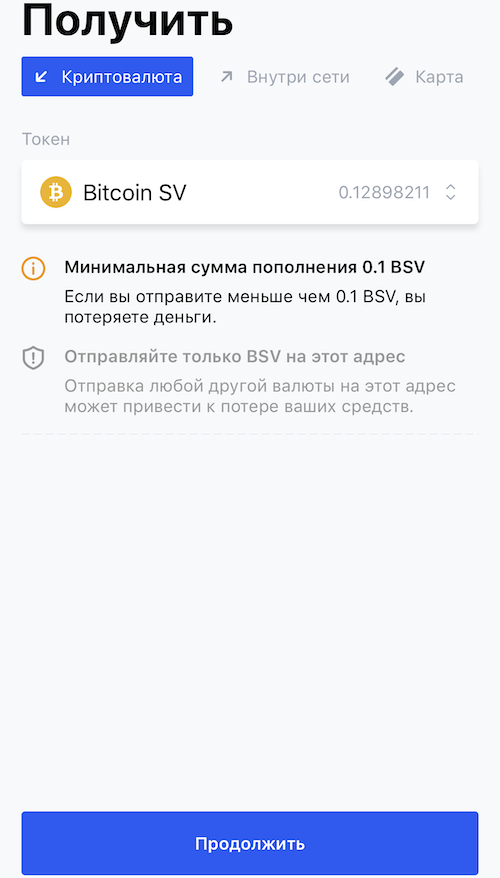 Получить
Криптовалюта
Внутри сети
Карта
Токен
Bitcoin SV
0.12898211
Минимальная сумма пополнения 0.1 BSV
Если вы отправите меньше чем 0.1 BSV, вы
потеряете деньги.
Отправляйте только BSV на этот адрес
Отправка любой другой валюты на этот адрес
может привести к потере ваших средств.
Продолжить